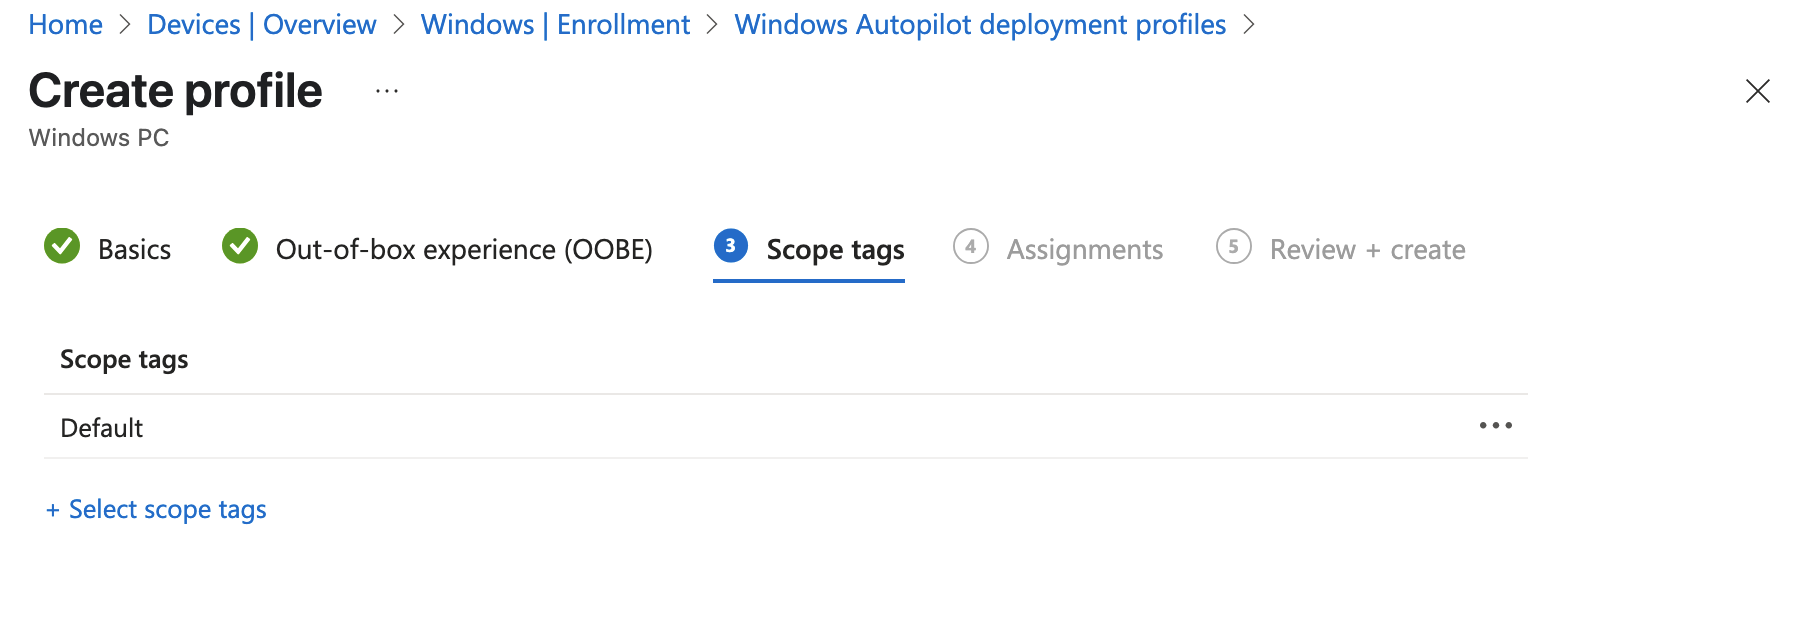 Home > Devices | Overview > Windows | Enrollment > Windows Autopilot deployment profiles >
Create profile ...
Windows PC
Basics Out-of-box experience (OOBE) 3 Scope tags 4 Assignments 5 Review + create
Scope tags
Default
+ Select scope tags